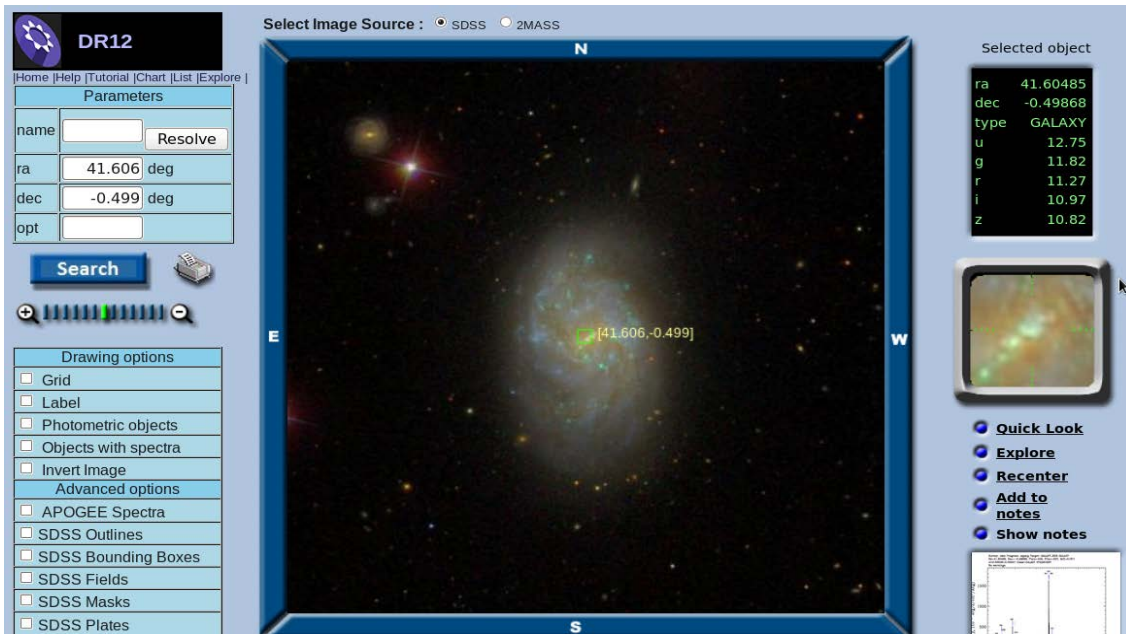 DR12
|Home |Help |Tutorial |Chart |List |Explore |
Parameters
name
Resolve
ra 41.606 deg
dec -0.499 deg
opt
Search
Drawing options
Grid
Label
Photometric objects
Objects with spectra
Invert Image
Advanced options
APOGEE Spectra
SDSS Outlines
SDSS Bounding Boxes
SDSS Fields
SDSS Masks
SDSS Plates
Select Image Source : SDSS 2MASS
N
E
[41.606,-0.499]
W
S
Selected object
ra 41.60485
dec -0.49868
type GALAXY
u 12.75
g 11.82
r 11.27
i 10.97
z 10.82
Quick Look
Explore
Recenter
Add to
notes
Show notes